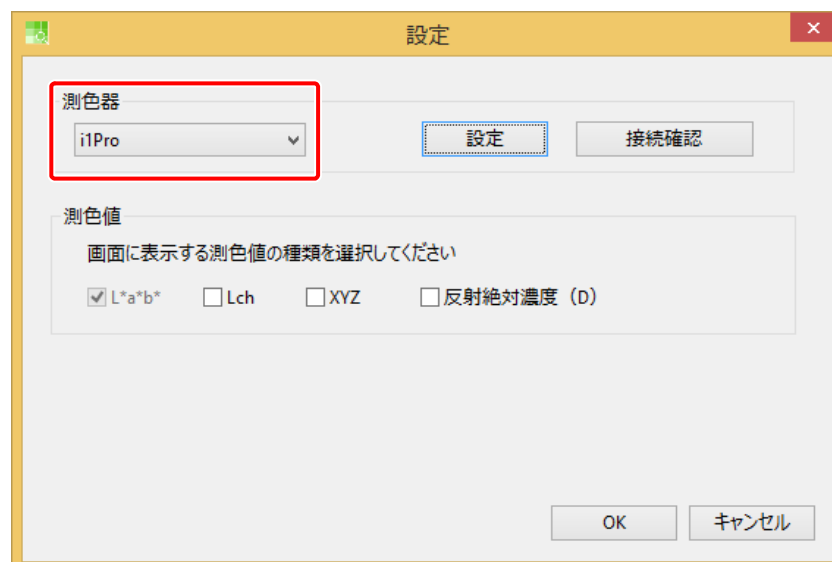 設定
測色器
i1Pro
設定
接続確認
測色値
画面に表示する測色値の種類を選択してください
L*a*b* Lch XYZ 反射絶対濃度（D）
OK キャンセル